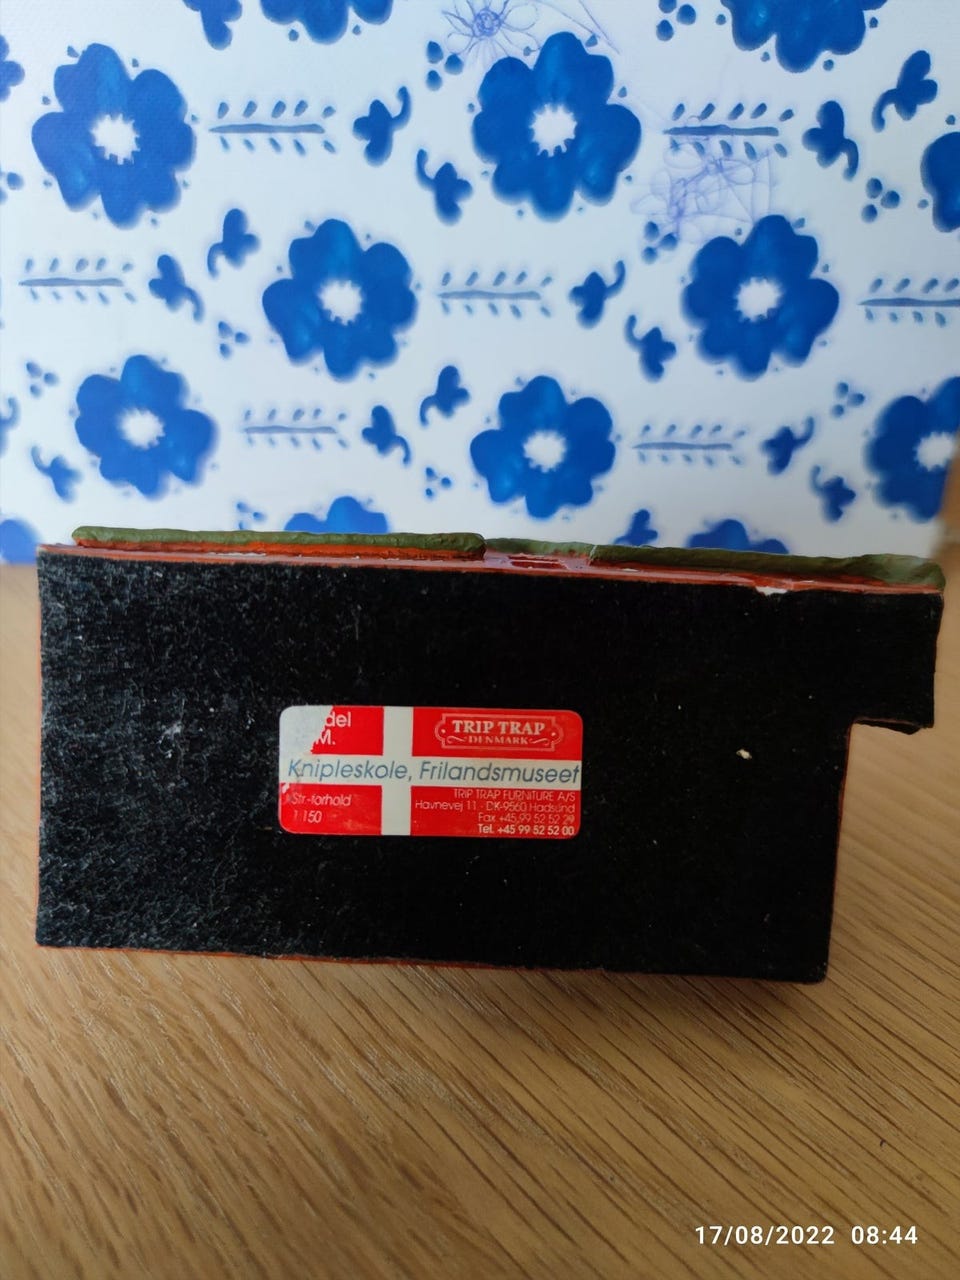 del
M.
TRIP TRAP
DENMARK
Knipleskole, Frilandsmuseet
Str-forhold
1 150
TRIP TRAP FURNITURE A/S
Havnevej 11 - DK-9560 Hadsund
Fax +45 99 52 52 29
Tel. +45 99 52 52 00
17/08/2022 08:44